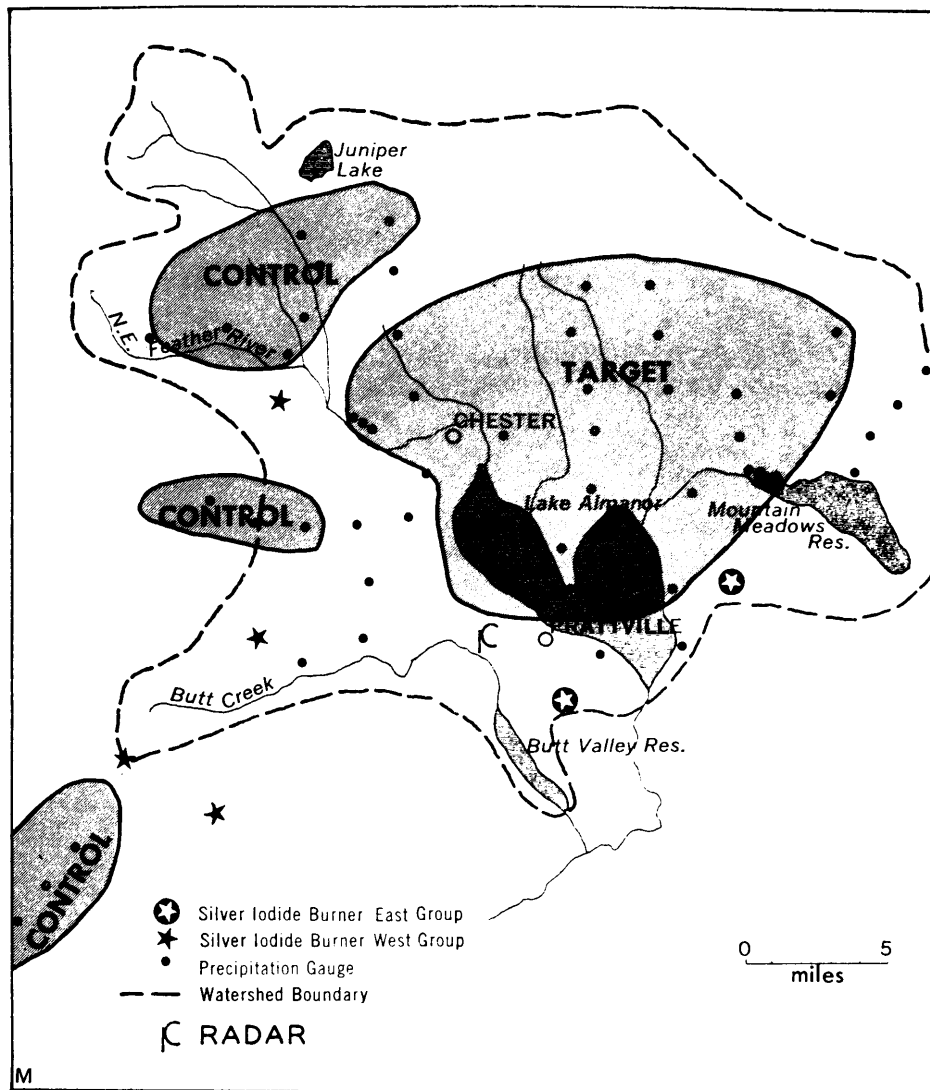 Juniper
Lake
CONTROL
N.E. Feather River
TARGET
CHESTER
CONTROL
Lake Almanor
Mountain
Meadows
Res.
PRATTVILLE
Butt Creek
Butt Valley Res.
CONTROL
Silver Iodide Burner East Group
Silver Iodide Burner West Group
Precipitation Gauge
Watershed Boundary
RADAR
0 5
miles
M